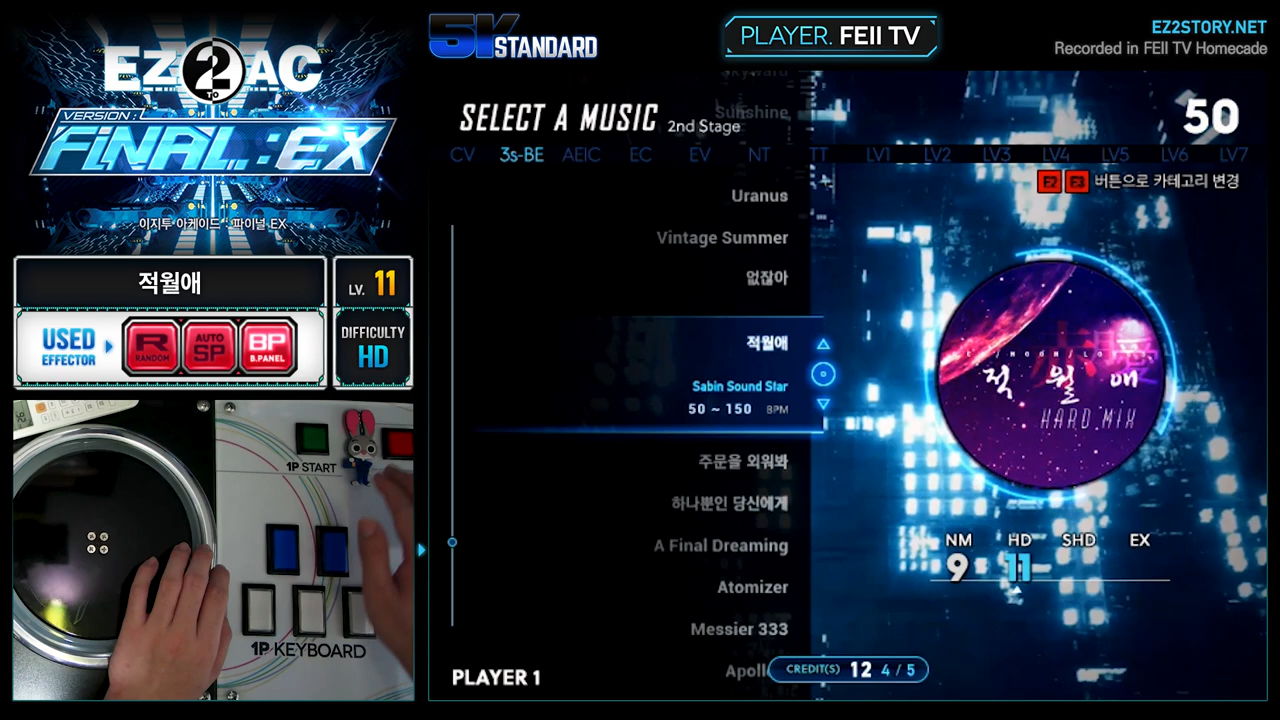 Ez2AC
TO
VERSION :
FiNAL:EX
이지투 아케이드 : 파이널 EX
적월애
LV. 11
USED
EFFECTOR
R
RANDOM
AUTO
SP
BP
B.PANEL
DIFFICULTY
HD
1P START
1P KEYBOARD
5K STANDARD
PLAYER. FEII TV
EZ2STORY.NET
Recorded in FEII TV Homecade
Skyward
SELECT A MUSIC 2nd Stage
Sunshine
50
CV 3s-BE AEIC EC EV NT TT LV1 LV2 LV3 LV4 LV5 LV6 LV7
E2 E3 버튼으로 카테고리 변경
Uranus
Vintage Summer
없잖아
적월애
Sabin Sound Star
50 ~ 150 BPM
주문을 외워봐
하나뿐인 당신에게
A Final Dreaming
Atomizer
Messier 333
적월애
HARD MIX
NM HD SHD EX
9 11
PLAYER 1
CREDIT(S) 12 4 / 5